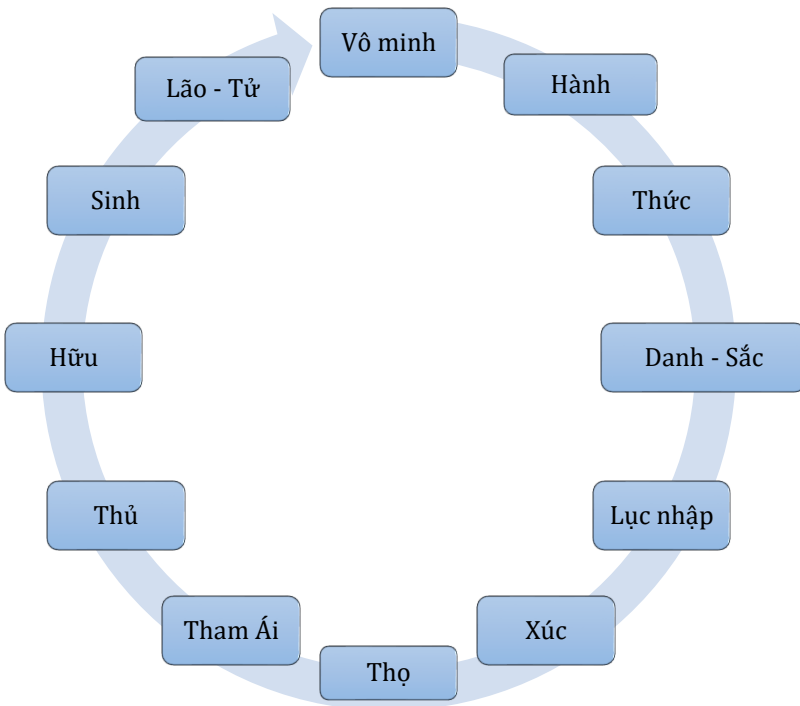 Vô minh
Hành
Thức
Danh - Sắc
Lục nhập
Xúc
Thọ
Tham Ái
Thủ
Hữu
Sinh
Lão - Tử